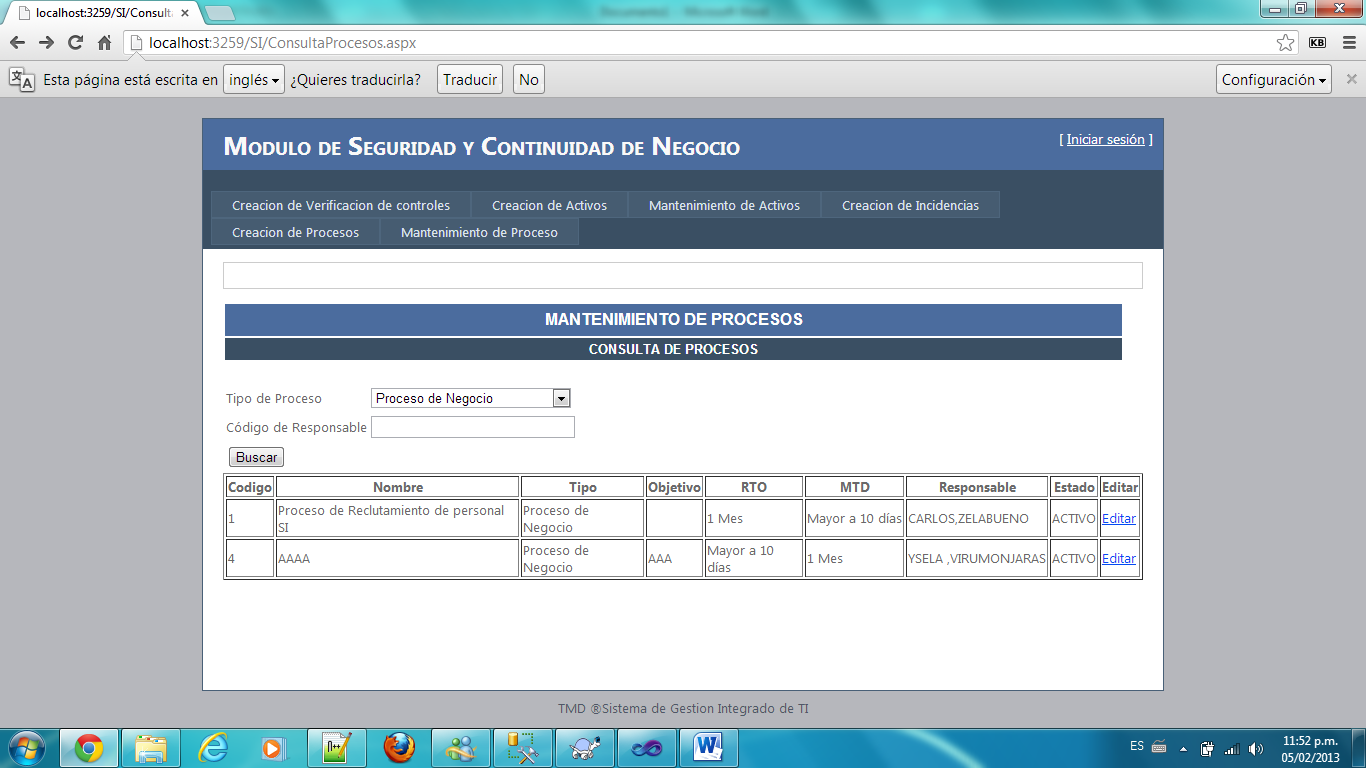 localhost:3259/SI/Consulta
localhost:3259/SI/ConsultaProcesos.aspx
KB
Esta página está escrita en inglés ¿Quieres traducirla? Traducir No Configuración
MODULO DE SEGURIDAD Y CONTINUIDAD DE NEGOCIO
[ Iniciar sesión ]
Creacion de Verificacion de controles Creacion de Activos Mantenimiento de Activos Creacion de Incidencias
Creacion de Procesos Mantenimiento de Proceso
MANTENIMIENTO DE PROCESOS
CONSULTA DE PROCESOS
Tipo de Proceso Proceso de Negocio
Código de Responsable
Buscar
Codigo Nombre Tipo Objetivo RTO MTD Responsable Estado Editar
1 Proceso de Reclutamiento de personal SI Proceso de Negocio 1 Mes Mayor a 10 días CARLOS,ZELABUENO ACTIVO Editar
4 AAAA Proceso de Negocio AAA Mayor a 10 días 1 Mes YSELA ,VIRUMONJARAS ACTIVO Editar
TMD ®Sistema de Gestion Integrado de TI
ES
11:52 p.m.
05/02/2013